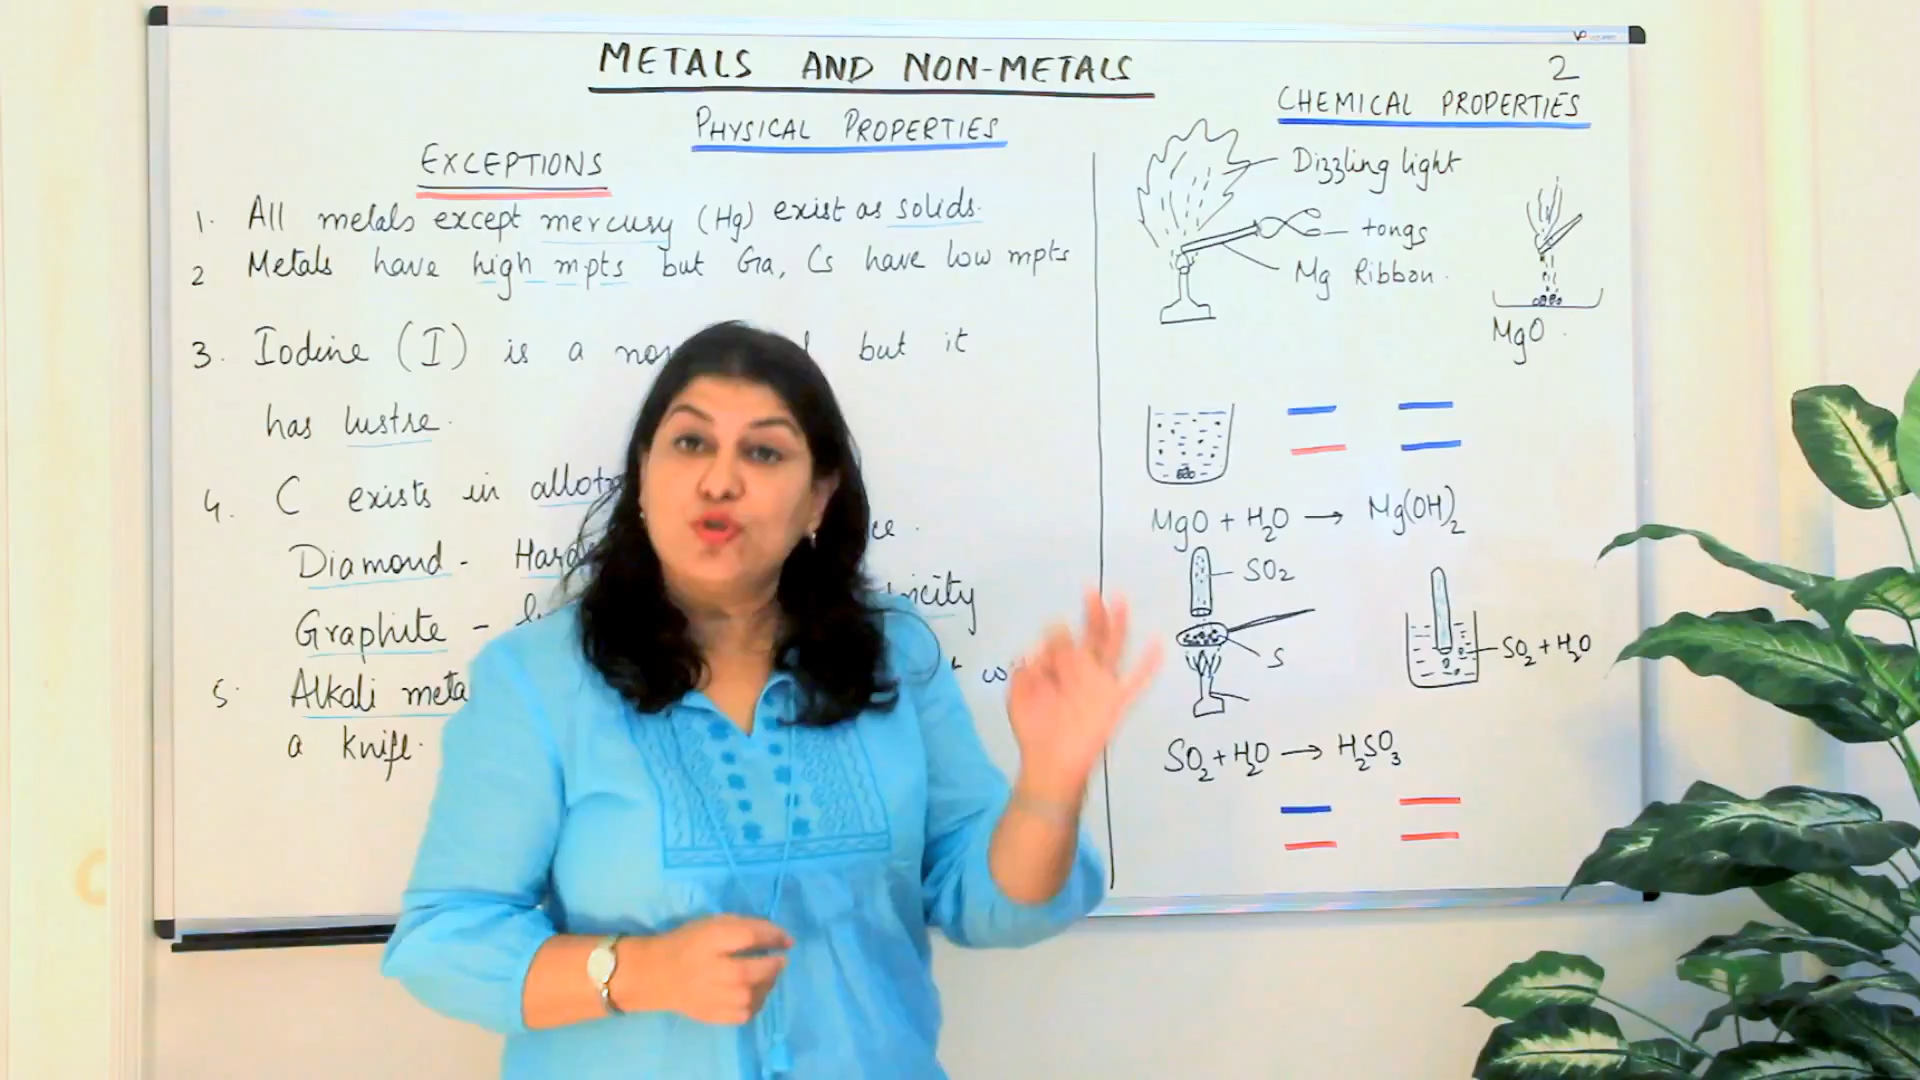 METALS AND NON-METALS
2
PHYSICAL PROPERTIES
EXCEPTIONS
1. All metals except mercury (Hg) exist as solids.
2 Metals have high mpts but Ga, Cs have low mpts
3. Iodine (I) is a but it
has lustre.
4. C exists in
Diamond -
Graphite -
5. Alkali
a knife.
CHEMICAL PROPERTIES
Dizzling light
tongs
Mg Ribbon.
MgO.
MgO + H2O → Mg(OH)2
SO2
S
SO2 + H2O
SO2 + H2O → H2SO3